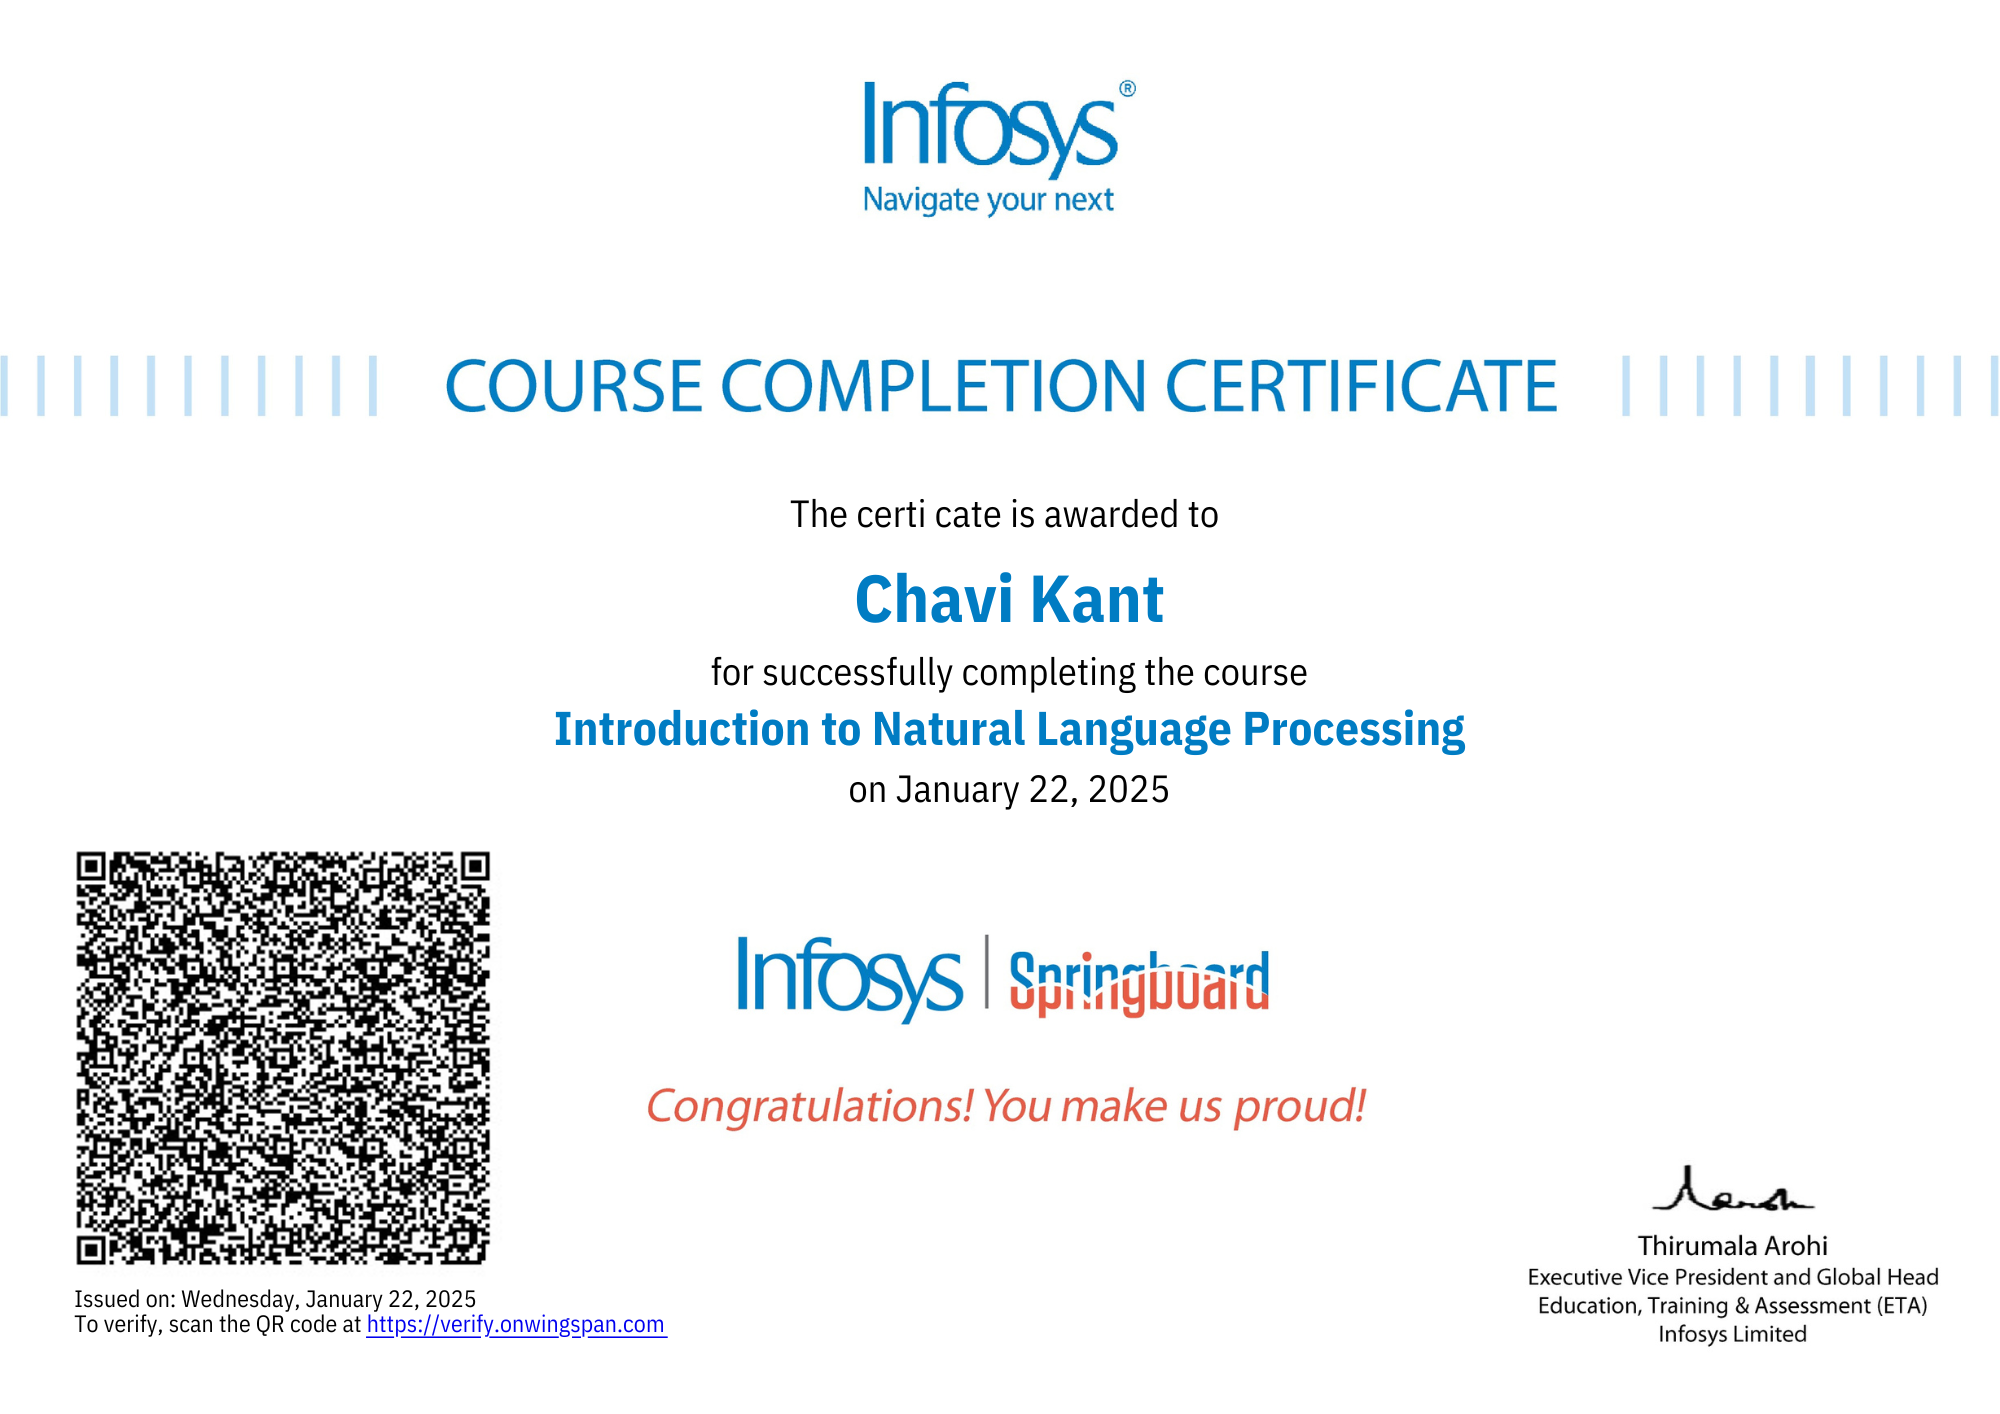 Infosys®
Navigate your next
COURSE COMPLETION CERTIFICATE
The certi cate is awarded to
Chavi Kant
for successfully completing the course
Introduction to Natural Language Processing
on January 22, 2025
Infosys | Springboard
Congratulations! You make us proud!
Issued on: Wednesday, January 22, 2025
To verify, scan the QR code at https://verify.onwingspan.com
Thirumala Arohi
Executive Vice President and Global Head
Education, Training & Assessment (ETA)
Infosys Limited